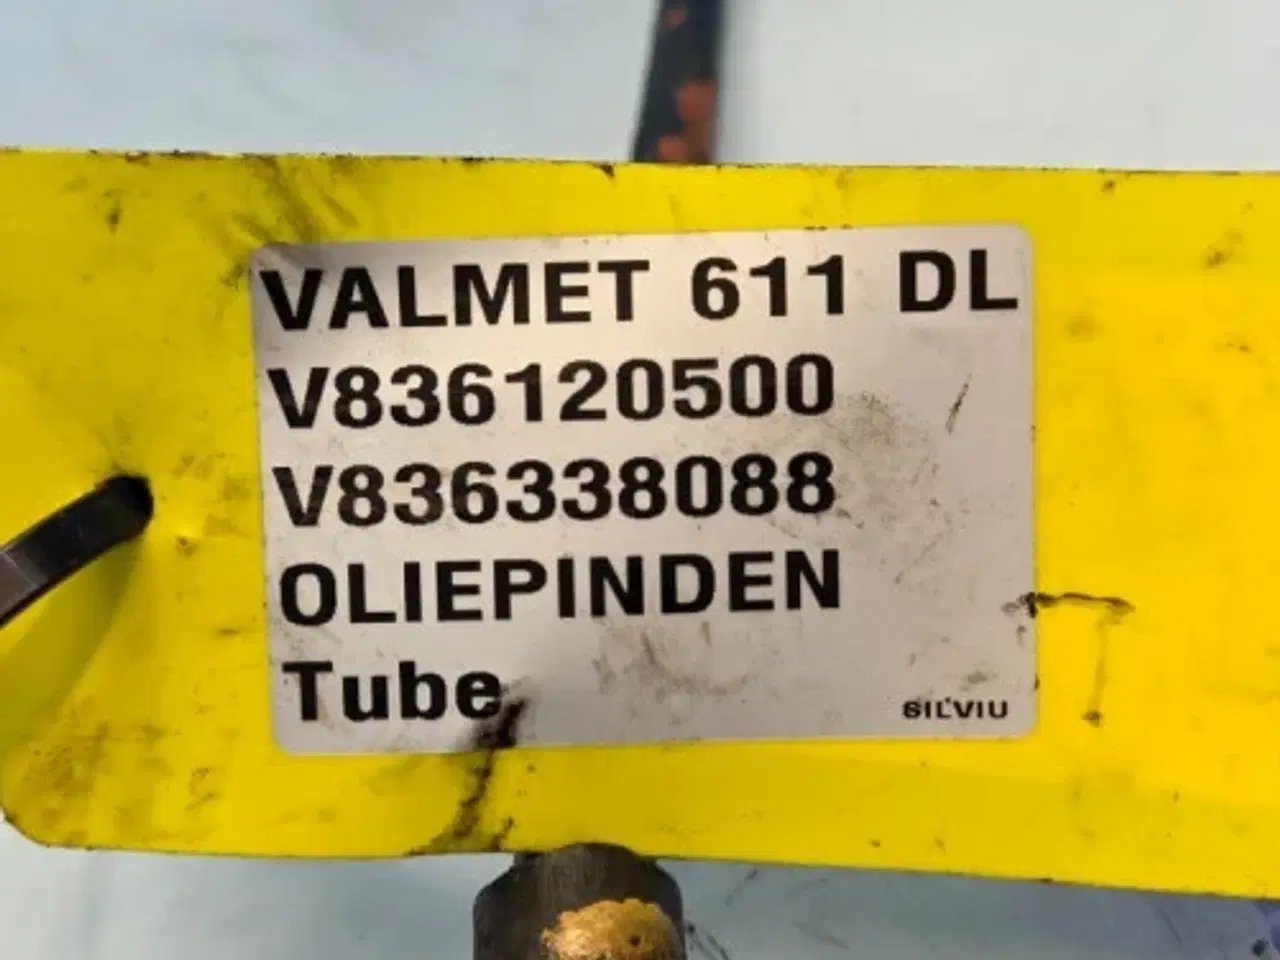 VALMET 611 DL
V836120500
V836338088
OLIEPINDEN
Tube
SILVIU